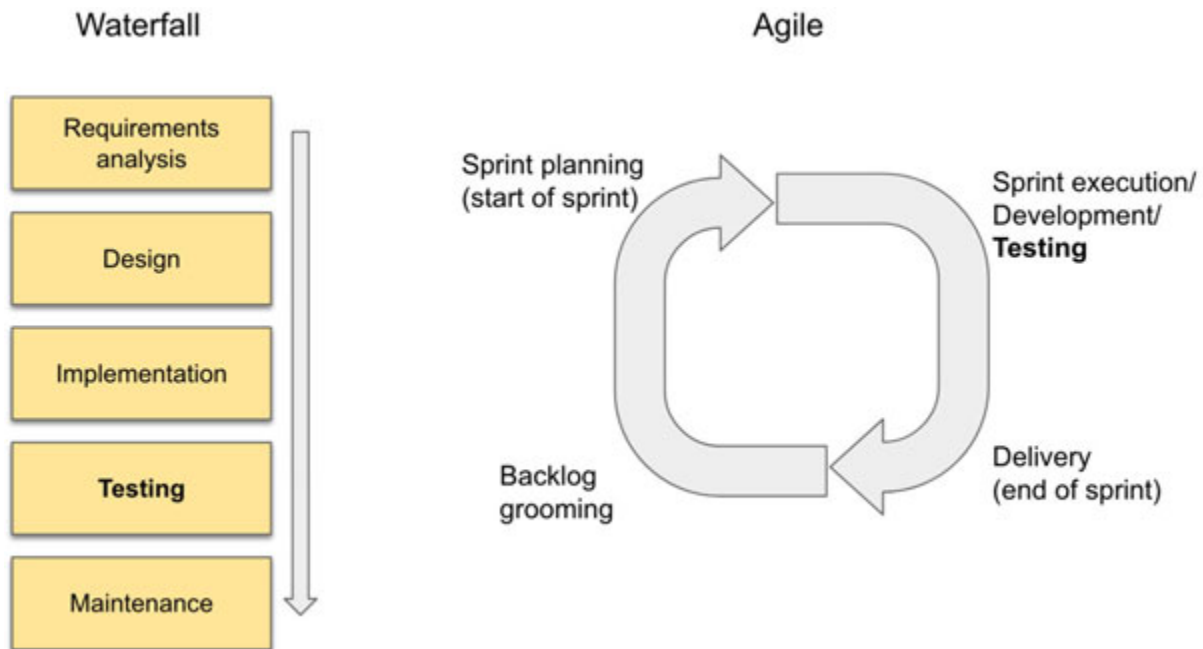 Waterfall
Requirements
analysis
Design
Implementation
Testing
Maintenance
Agile
Sprint planning
(start of sprint)
Sprint execution/
Development/
Testing
Delivery
(end of sprint)
Backlog
grooming